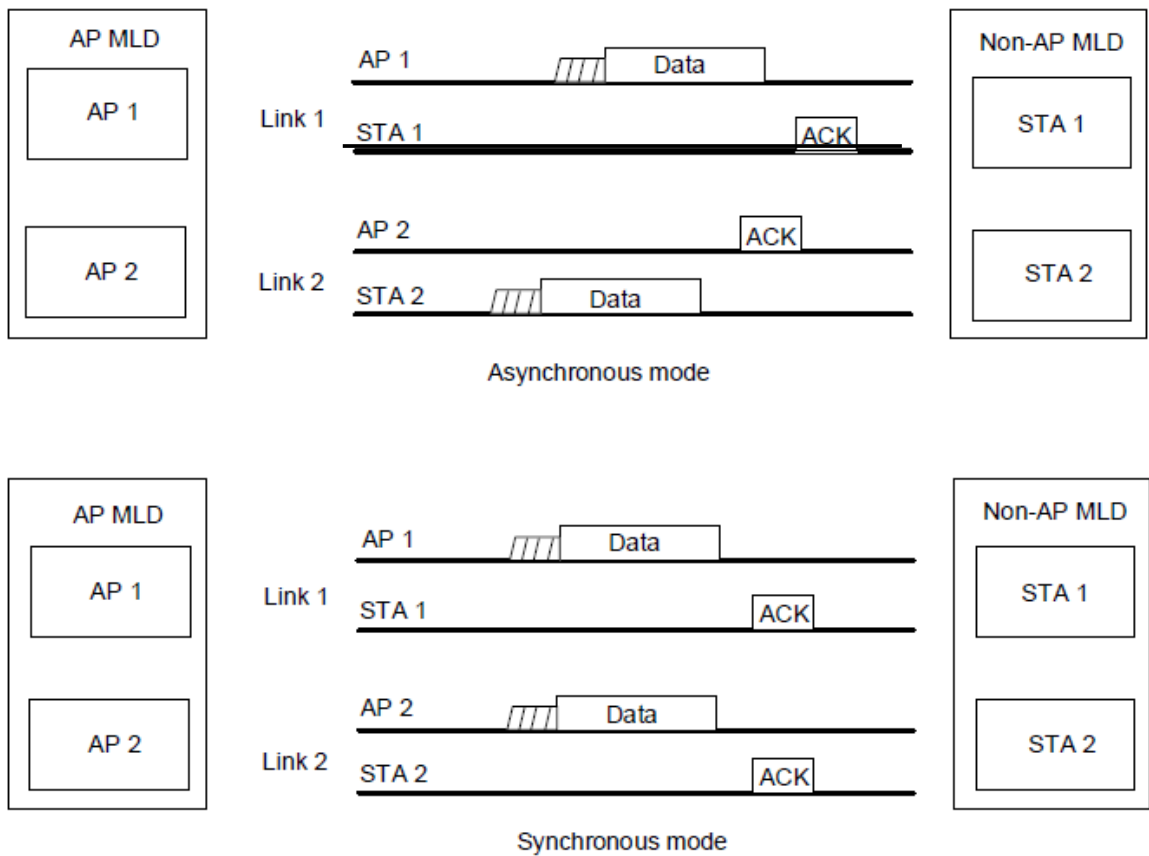 AP MLD
AP 1
AP 2
Link 1
AP 1
Data
STA 1
ACK
Link 2
AP 2
ACK
STA 2
Data
Non-AP MLD
STA 1
STA 2
Asynchronous mode
AP MLD
AP 1
AP 2
Link 1
AP 1
Data
STA 1
ACK
Link 2
AP 2
Data
STA 2
ACK
Non-AP MLD
STA 1
STA 2
Synchronous mode